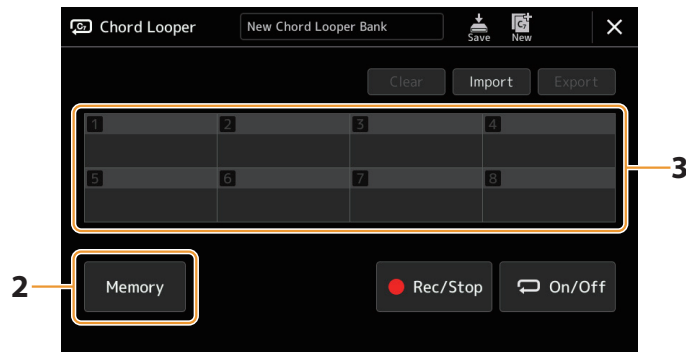 Chord Looper New Chord Looper Bank Save New
Clear Import Export
1 2 3 4
3
5 6 7 8
2 Memory Rec/Stop On/Off